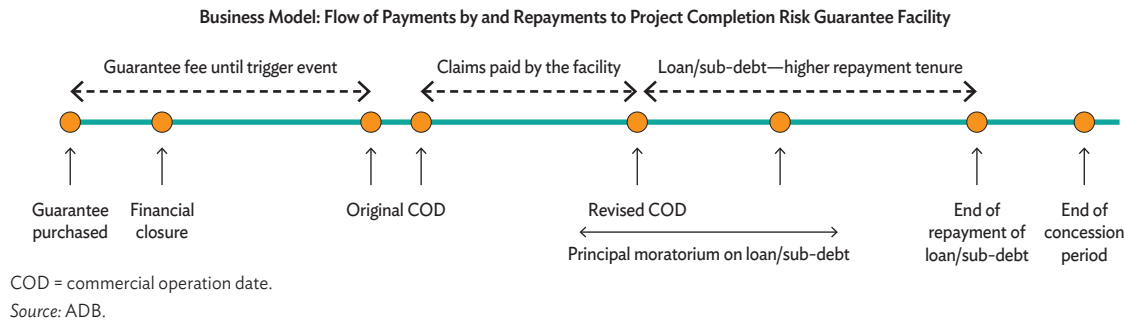 Business Model: Flow of Payments by and Repayments to Project Completion Risk Guarantee Facility
Guarantee fee until trigger event
Claims paid by the facility
Loan/sub-debt—higher repayment tenure
Guarantee
purchased
Financial
closure
Original COD
Revised COD
Principal moratorium on loan/sub-debt
End of
repayment of
loan/sub-debt
End of
concession
period
COD = commercial operation date.
Source: ADB.